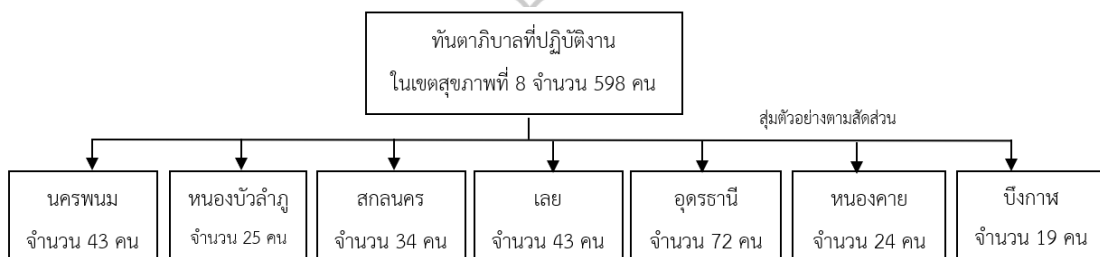 ทันตาภิบาลที่ปฏิบัติงาน
ในเขตสุขภาพที่ 8 จำนวน 598 คน
สุ่มตัวอย่างตามสัดส่วน
นครพนม
จำนวน 43 คน
หนองบัวลำภู
จำนวน 25 คน
สกลนคร
จำนวน 34 คน
เลย
จำนวน 43 คน
อุดรธานี
จำนวน 72 คน
หนองคาย
จำนวน 24 คน
บึงกาฬ
จำนวน 19 คน